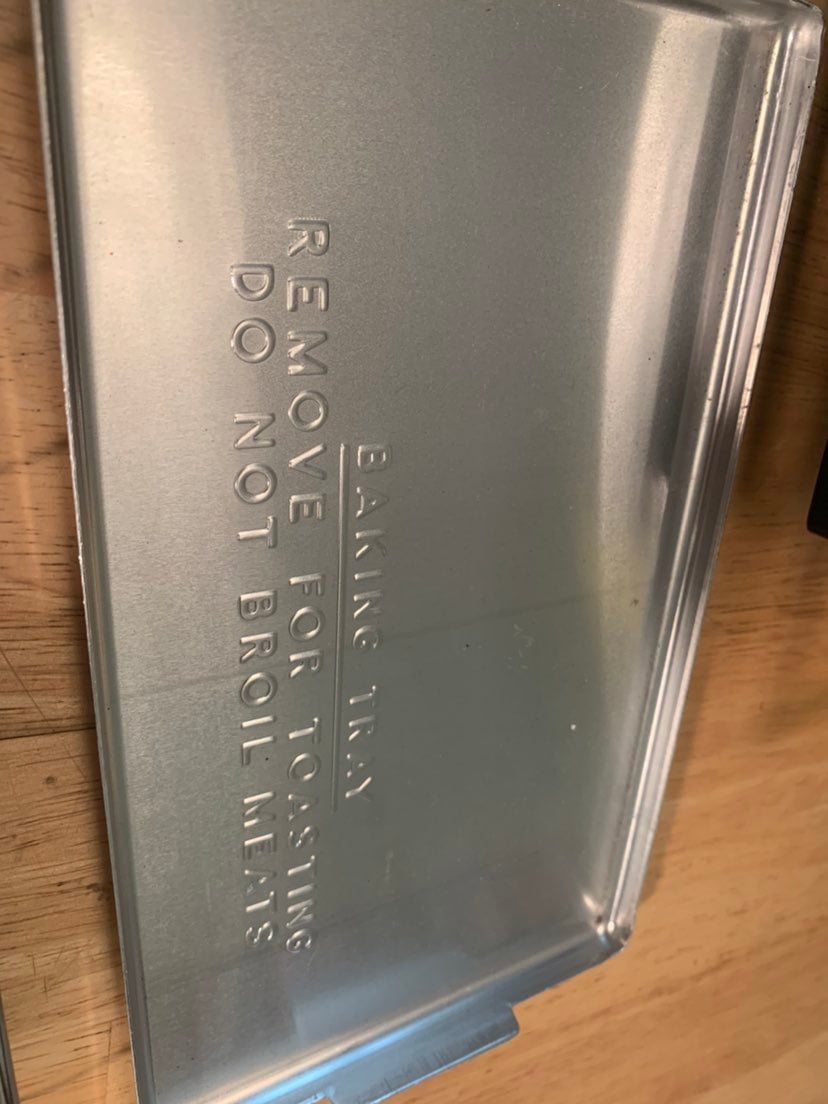 BAKING TRAY
REMOVE FOR TOASTING
DO NOT BROIL MEATS